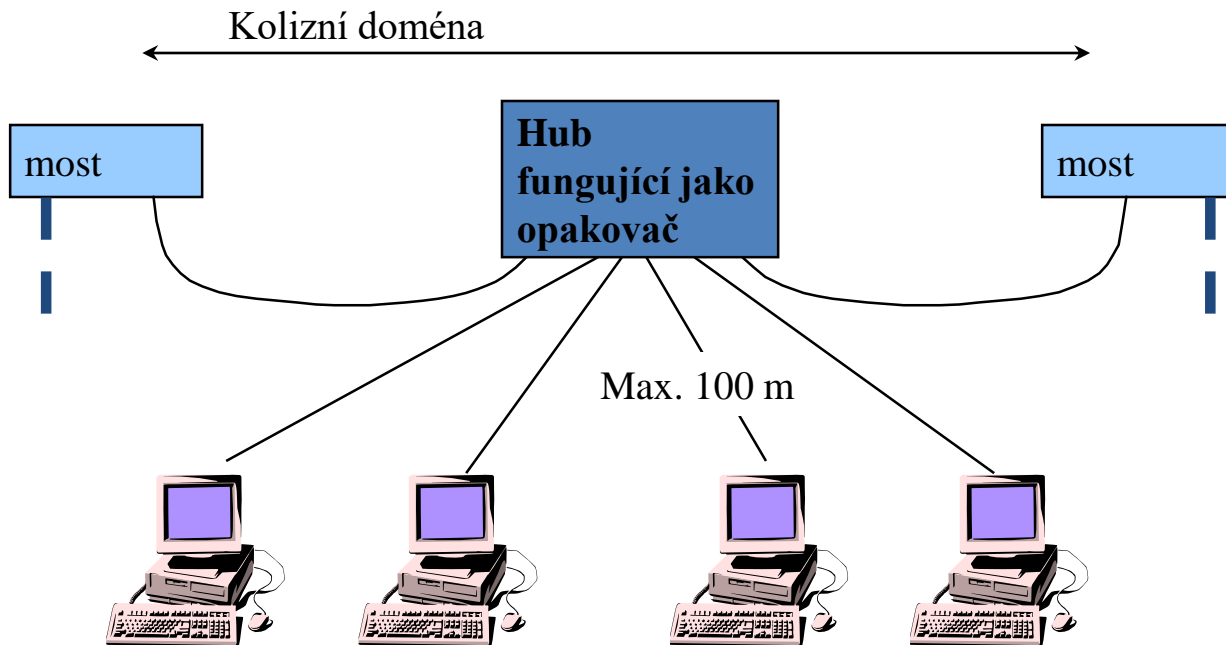 Kolizní doména
most
Hub
fungující jako
opakovač
most
Max. 100 m